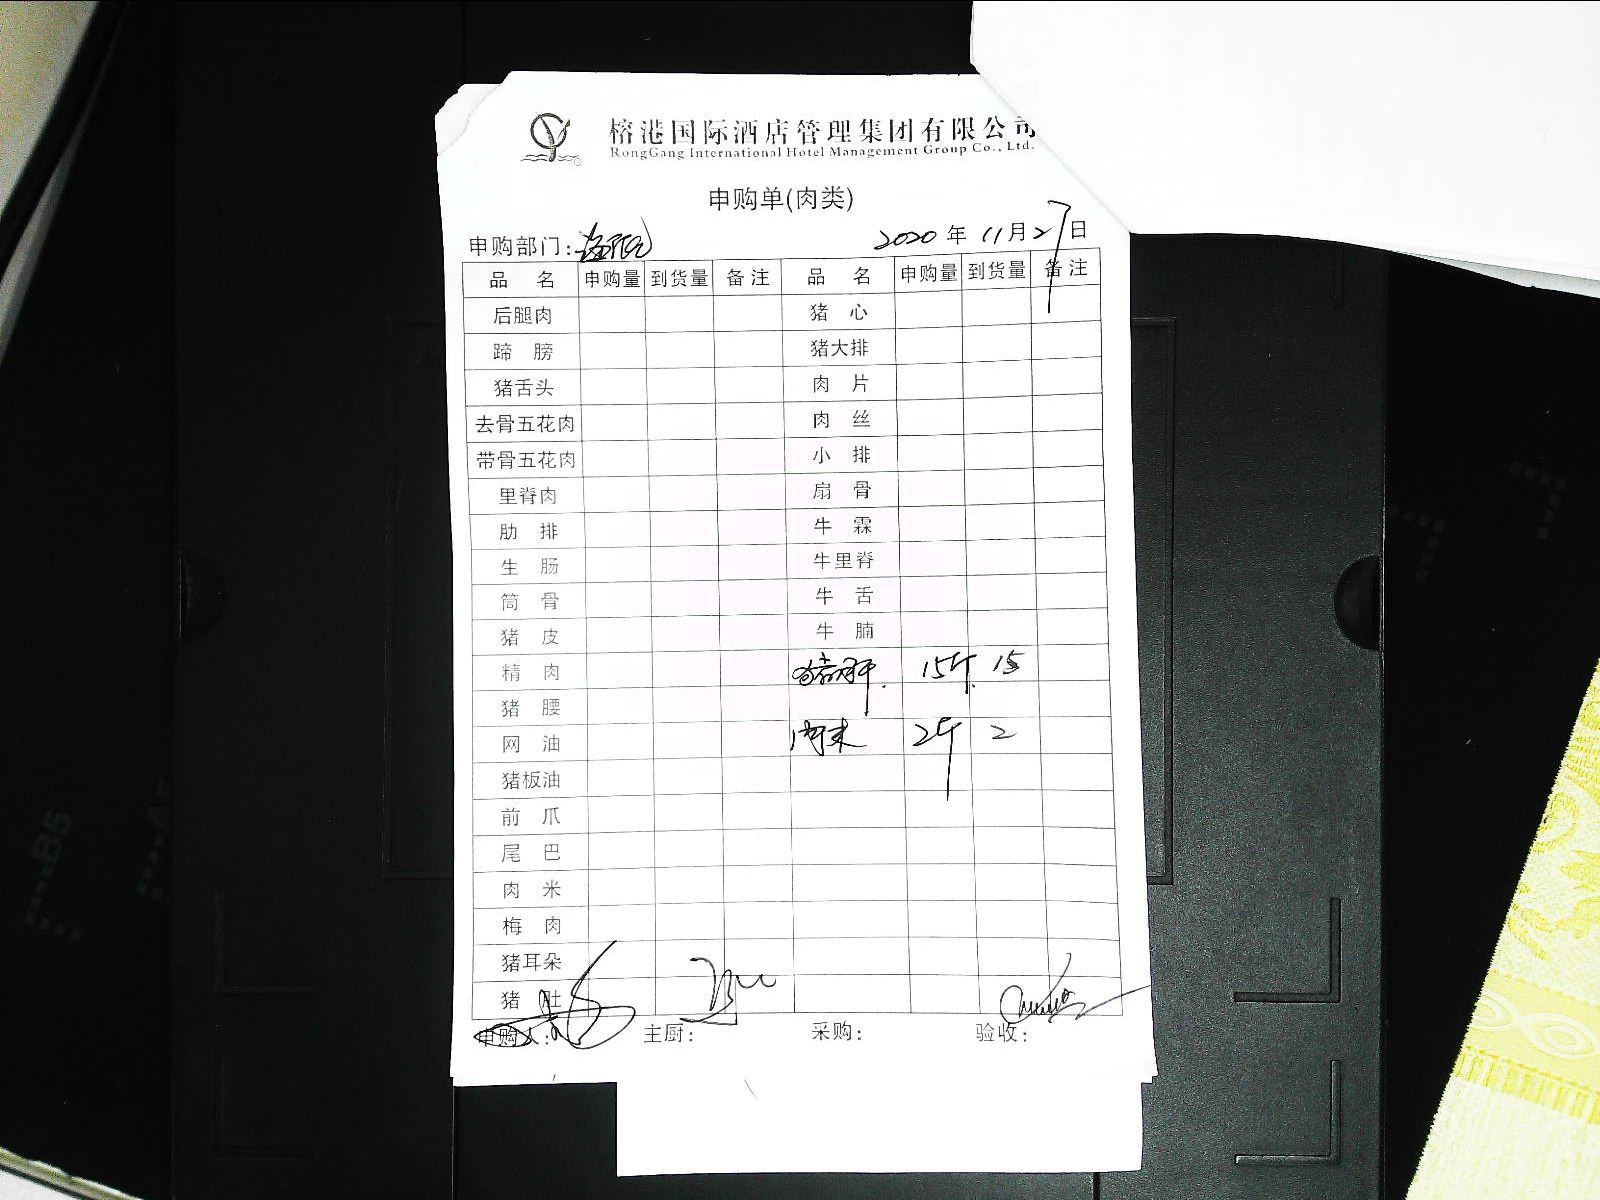 榕港国际酒店管理集团有限公司
RongGang International Hotel Management Group Co., Ltd.
申购单(肉类)
申购部门:
2020年11月27日
品名 申购量 到货量 备注 品名 申购量 到货量 备注
后腿肉 猪心
蹄膀 猪大排
猪舌头 肉片
去骨五花肉 肉丝
带骨五花肉 小排
里脊肉 扇骨
肋排 牛霖
生肠 牛里脊
筒骨 牛舌
猪皮 牛腩
精肉 猪肝 15斤 15
猪腰
网油 肉末 2斤 2
猪板油
前爪
尾巴
肉米
梅肉
猪耳朵
猪肚
申购人: 主厨: 采购: 验收:
B5